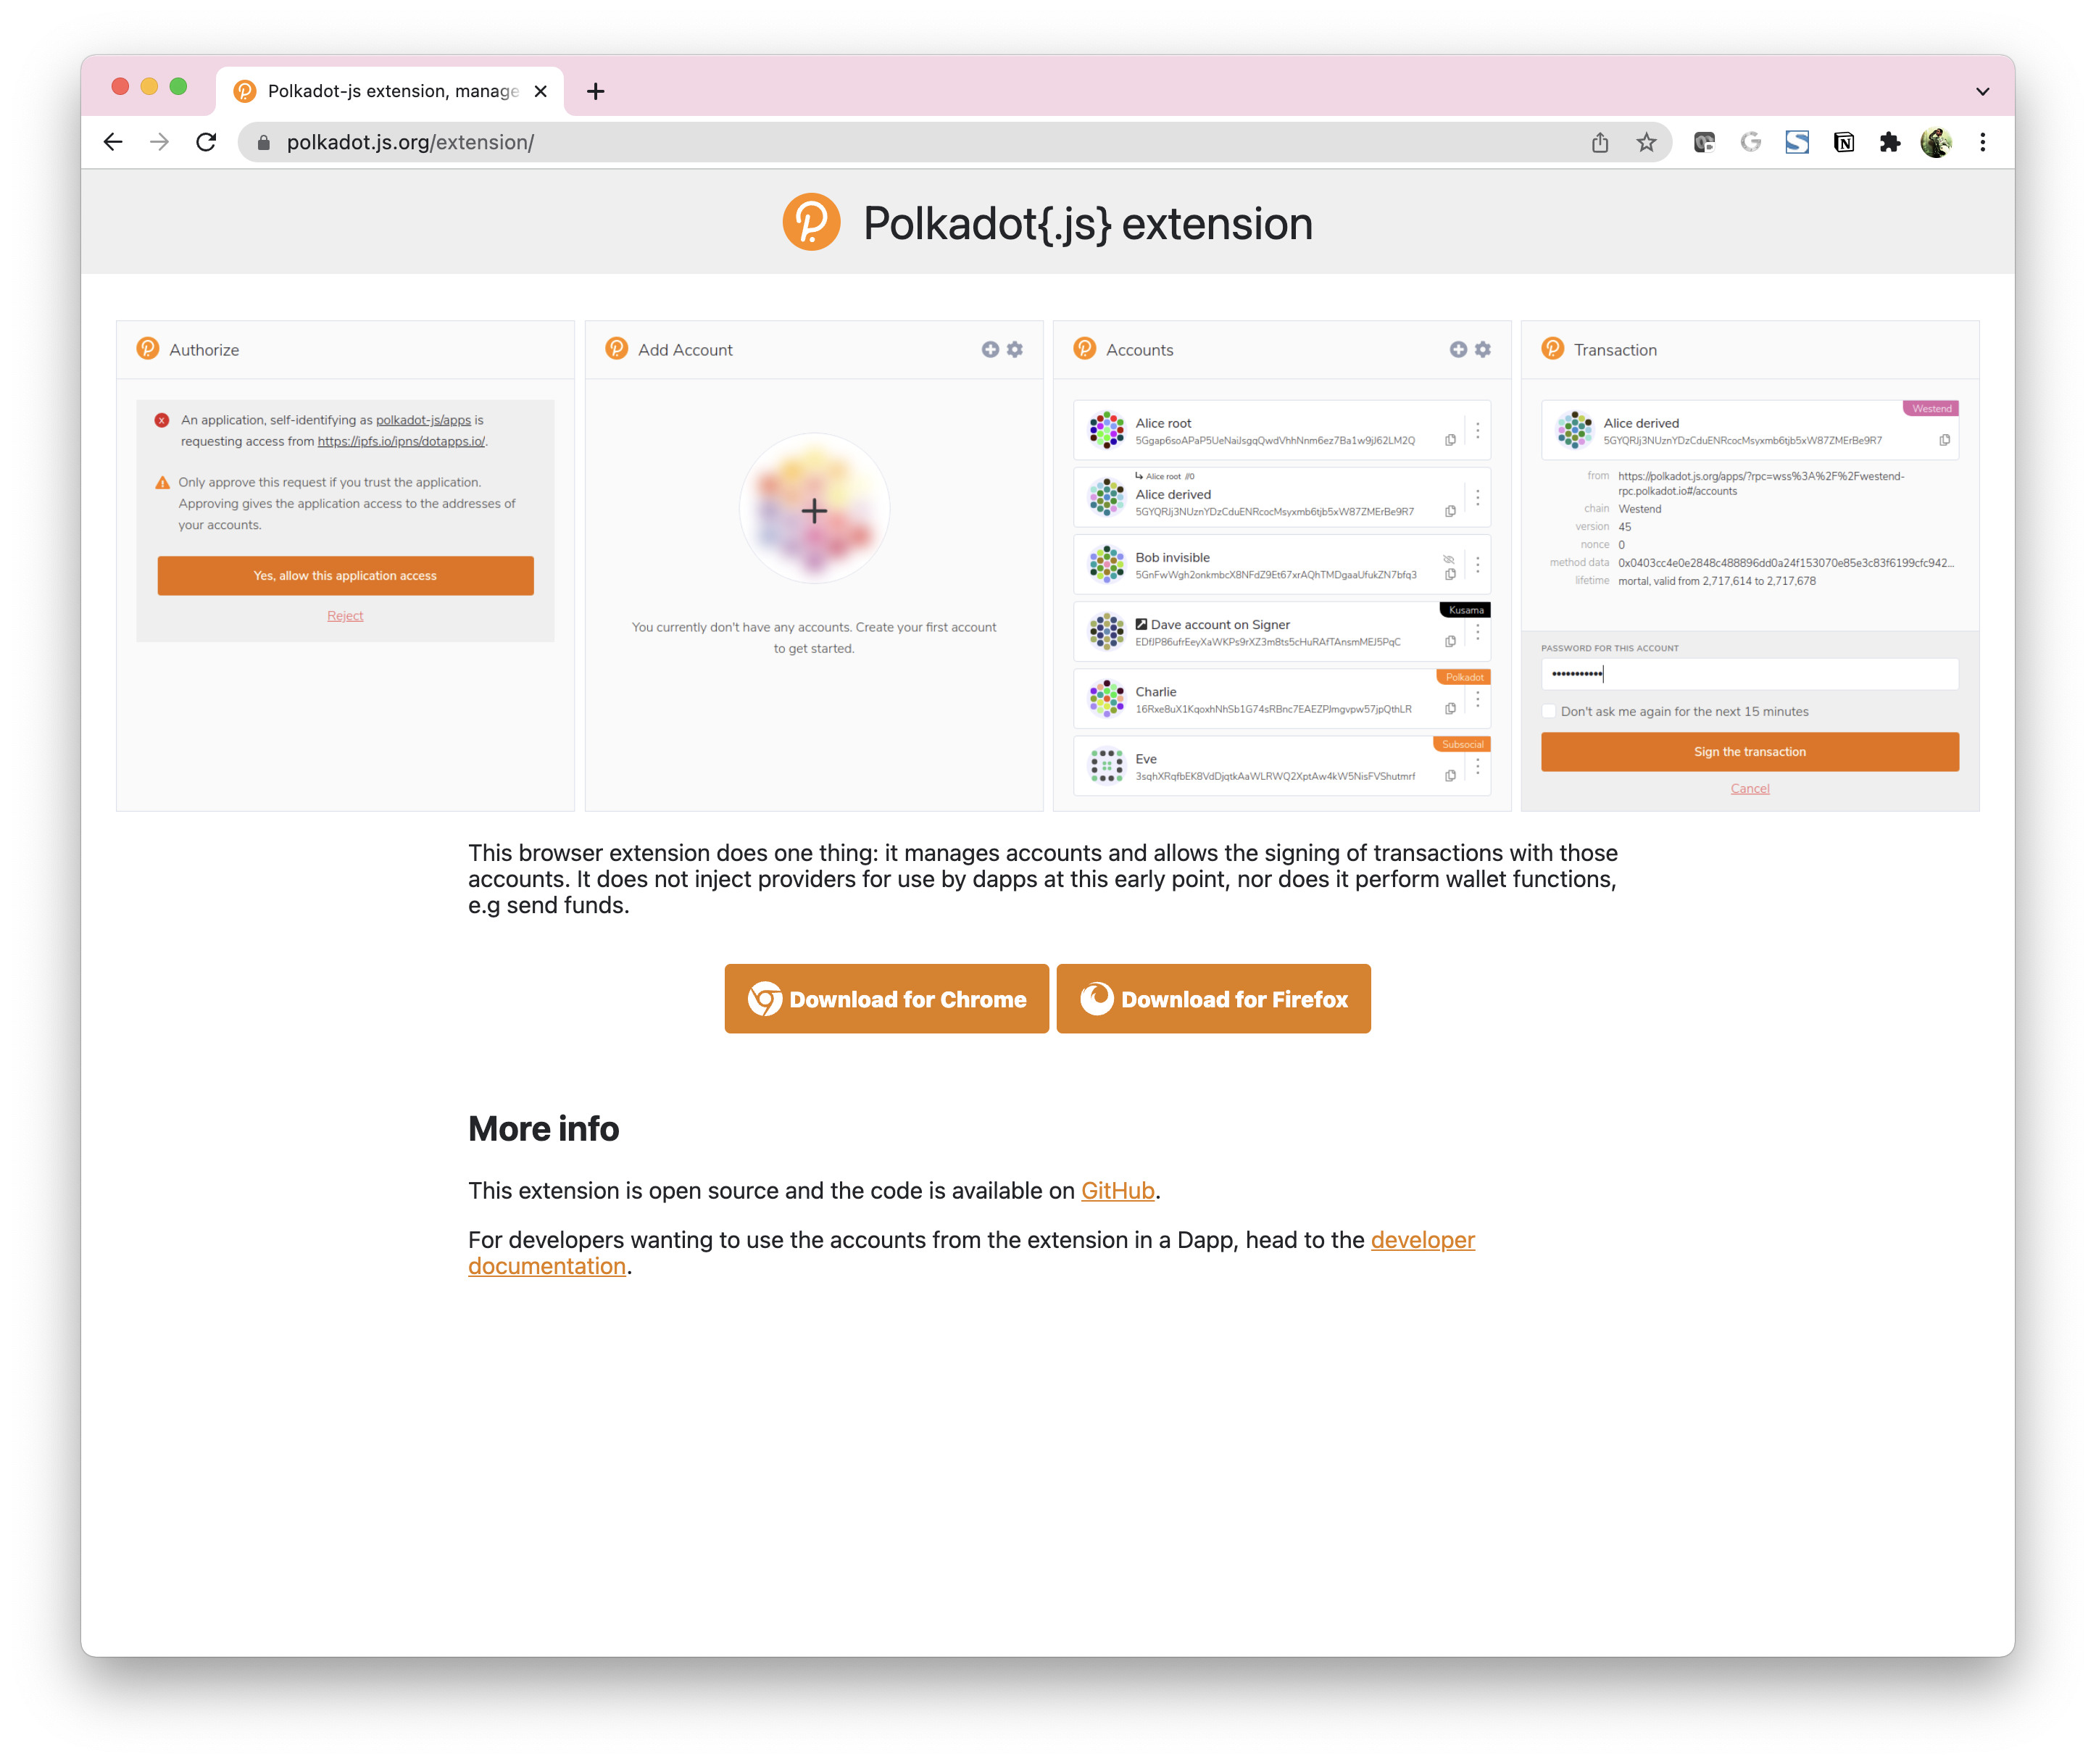 Polkadot-js extension, manage
polkadot.js.org/extension/
Polkadot{.js} extension
Authorize
An application, self-identifying as polkadot-js/apps is
requesting access from https://ipfs.io/ipns/dotapps.io/.
Only approve this request if you trust the application.
Approving gives the application access to the addresses of
your accounts.
Yes, allow this application access
Reject
Add Account
You currently don't have any accounts. Create your first account
to get started.
Accounts
Alice root
5Ggap6soAPaP5UeNaiJsgqQwdVhhNnm6ez7Ba1w9jJ62LM2Q
Alice root //0
Alice derived
5GYQRJj3NUznYDzCduENRcocMsyxmb6tjb5xW87ZMErBe9R7
Bob invisible
5GnFwWgh2onkmbcX8NFdZ9Et67xrAQhTMDgaaUfukZN7bfq3
Kusama
Dave account on Signer
EDfJP86ufrEeyXaWKPs9rXZ3m8ts5cHuRAfTAnsmMEJ5PqC
Polkadot
Charlie
16Rxe8uX1KqoxhNhSb1G74sRBnc7EAEZPJmgvpw57jpQthLR
Subsocial
Eve
3sqhXRqfbEK8VdDjqtkAaWLRWQ2XptAw4kW5NisFVShutmrf
Transaction
Westend
Alice derived
5GYQRJj3NUznYDzCduENRcocMsyxmb6tjb5xW87ZMErBe9R7
from https://polkadot.js.org/apps/?rpc=wss%3A%2F%2Fwestend-
rpc.polkadot.io#/accounts
chain Westend
version 45
nonce 0
method data 0x0403cc4e0e2848c488896dd0a24f153070e85e3c83f6199cfc942...
lifetime mortal, valid from 2,717,614 to 2,717,678
PASSWORD FOR THIS ACCOUNT
Don't ask me again for the next 15 minutes
Sign the transaction
Cancel
This browser extension does one thing: it manages accounts and allows the signing of transactions with those
accounts. It does not inject providers for use by dapps at this early point, nor does it perform wallet functions,
e.g send funds.
Download for Chrome
Download for Firefox
More info
This extension is open source and the code is available on GitHub.
For developers wanting to use the accounts from the extension in a Dapp, head to the developer
documentation.